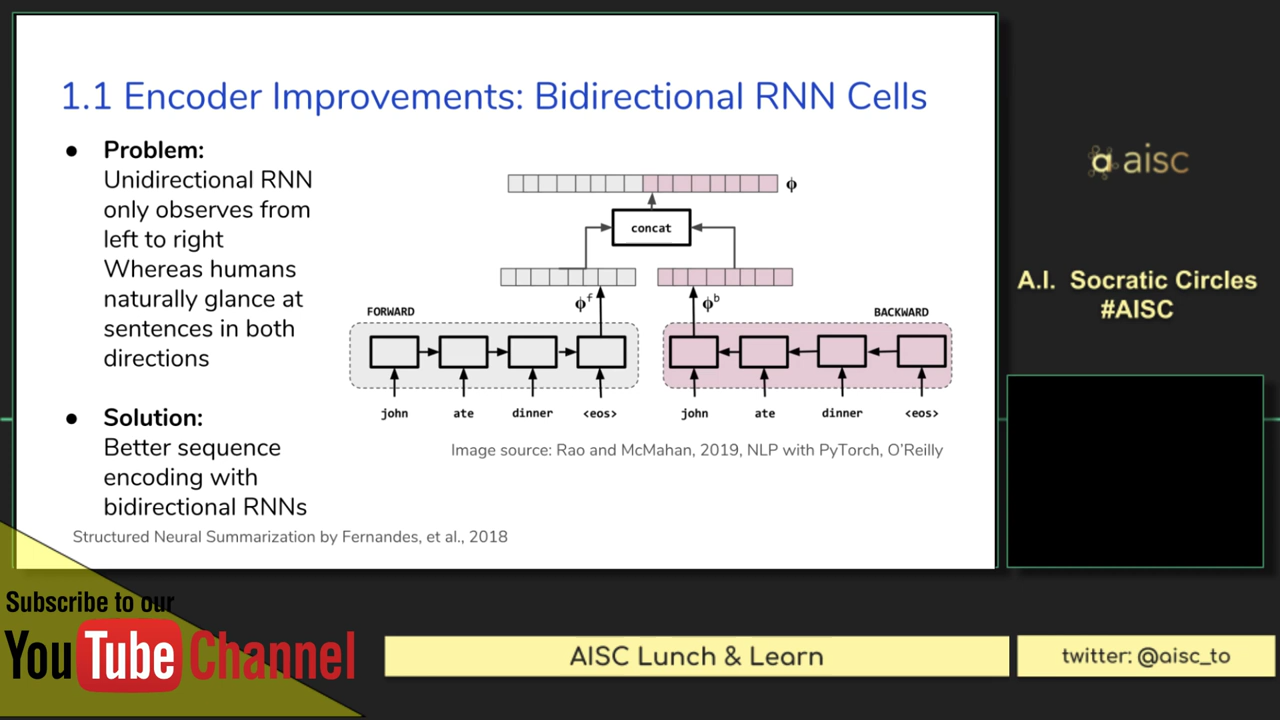 1.1 Encoder Improvements: Bidirectional RNN Cells
● Problem:
Unidirectional RNN
only observes from
left to right
Whereas humans
naturally glance at
sentences in both
directions
● Solution:
Better sequence
encoding with
bidirectional RNNs
ϕ
concat
ϕf
ϕb
FORWARD
BACKWARD
john ate dinner <eos>
john ate dinner <eos>
Image source: Rao and McMahan, 2019, NLP with PyTorch, O'Reilly
Structured Neural Summarization by Fernandes, et al., 2018
aisc
A.I. Socratic Circles
#AISC
Subscribe to our
YouTube Channel
AISC Lunch & Learn
twitter: @aisc_to